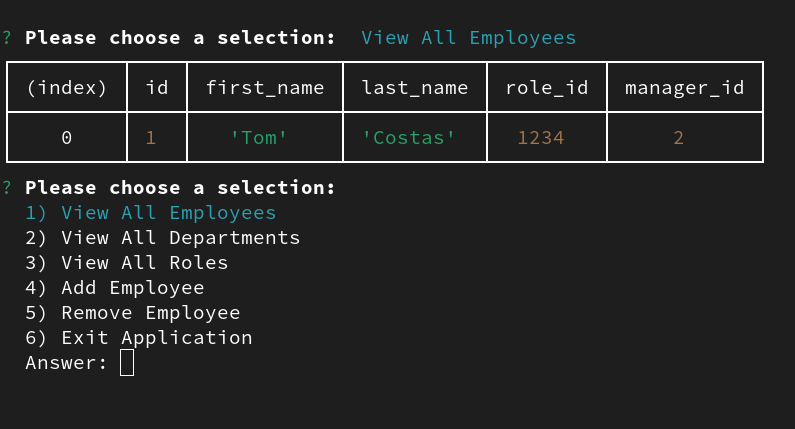 ? Please choose a selection: View All Employees
(index) id first_name last_name role_id manager_id
0 1 'Tom' 'Costas' 1234 2
? Please choose a selection:
1) View All Employees
2) View All Departments
3) View All Roles
4) Add Employee
5) Remove Employee
6) Exit Application
Answer: